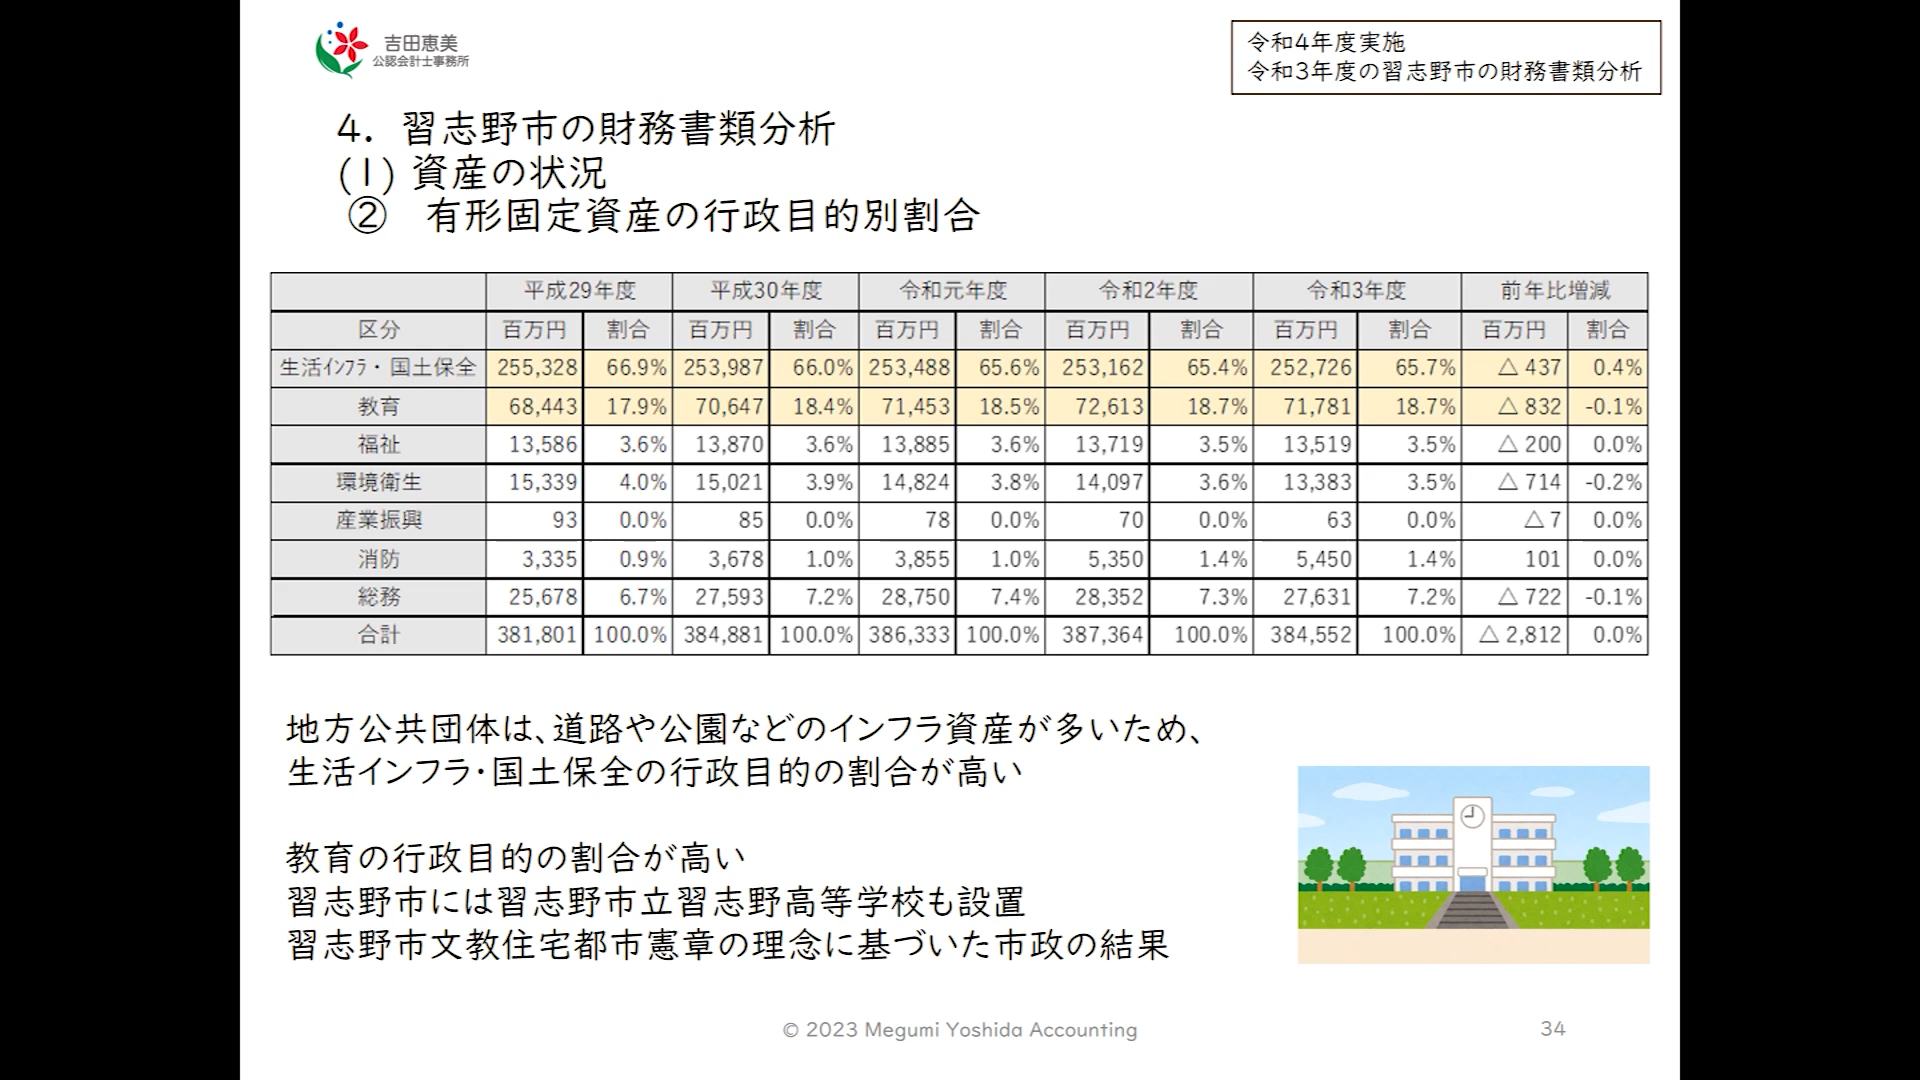 吉田恵美
公認会計士事務所
令和4年度実施
令和3年度の習志野市の財務書類分析
4. 習志野市の財務書類分析
(1) 資産の状況
② 有形固定資産の行政目的別割合
平成29年度 平成30年度 令和元年度 令和2年度 令和3年度 前年比増減
区分 百万円 割合 百万円 割合 百万円 割合 百万円 割合 百万円 割合 百万円 割合
生活ｲﾝﾌﾗ・国土保全 255,328 66.9% 253,987 66.0% 253,488 65.6% 253,162 65.4% 252,726 65.7% △ 437 0.4%
教育 68,443 17.9% 70,647 18.4% 71,453 18.5% 72,613 18.7% 71,781 18.7% △ 832 -0.1%
福祉 13,586 3.6% 13,870 3.6% 13,885 3.6% 13,719 3.5% 13,519 3.5% △ 200 0.0%
環境衛生 15,339 4.0% 15,021 3.9% 14,824 3.8% 14,097 3.6% 13,383 3.5% △ 714 -0.2%
産業振興 93 0.0% 85 0.0% 78 0.0% 70 0.0% 63 0.0% △ 7 0.0%
消防 3,335 0.9% 3,678 1.0% 3,855 1.0% 5,350 1.4% 5,450 1.4% 101 0.0%
総務 25,678 6.7% 27,593 7.2% 28,750 7.4% 28,352 7.3% 27,631 7.2% △ 722 -0.1%
合計 381,801 100.0% 384,881 100.0% 386,333 100.0% 387,364 100.0% 384,552 100.0% △ 2,812 0.0%
地方公共団体は、道路や公園などのインフラ資産が多いため、
生活インフラ・国土保全の行政目的の割合が高い
教育の行政目的の割合が高い
習志野市には習志野市立習志野高等学校も設置
習志野市文教住宅都市憲章の理念に基づいた市政の結果
© 2023 Megumi Yoshida Accounting
34